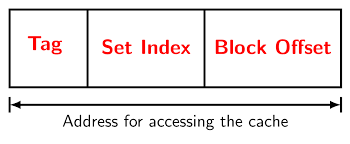 Tag Set Index Block Offset
Address for accessing the cache